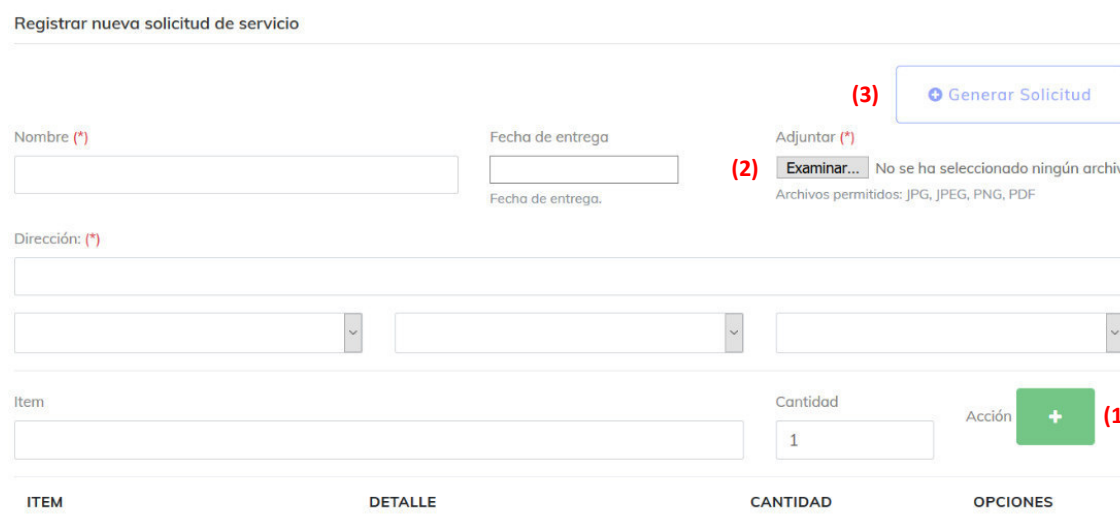 Registrar nueva solicitud de servicio
(3) Generar Solicitud
Nombre (*) Fecha de entrega Adjuntar (*)
(2) Examinar... No se ha seleccionado ningún archiv
Fecha de entrega. Archivos permitidos: JPG, JPEG, PNG, PDF
Dirección: (*)
Item Cantidad
Acción + (1
1
ITEM DETALLE CANTIDAD OPCIONES